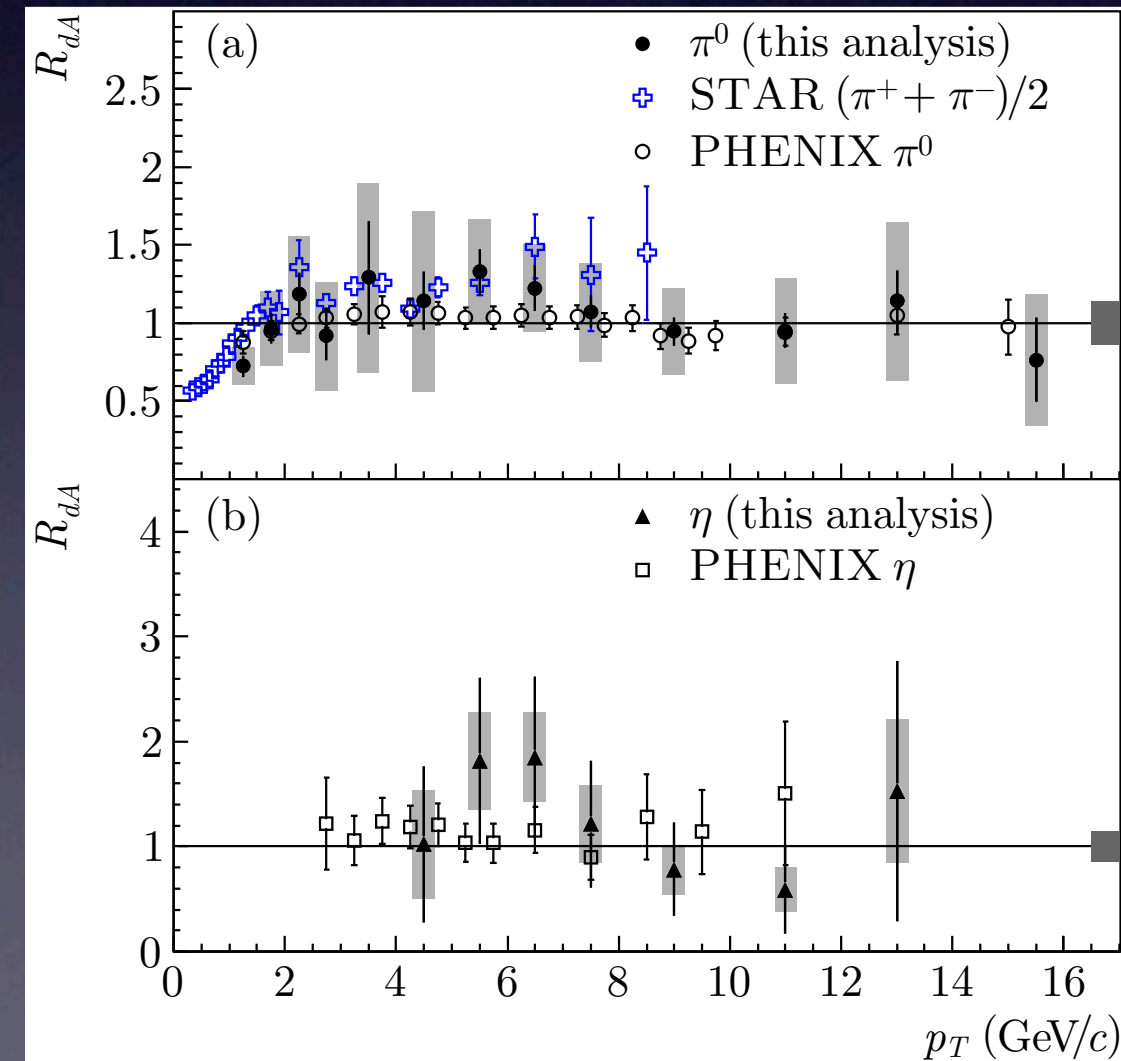 R_dA
(a)
π⁰ (this analysis)
STAR (π⁺ + π⁻)/2
PHENIX π⁰
2.5
2
1.5
1
0.5
R_dA
(b)
η (this analysis)
PHENIX η
4
3
2
1
0
0 2 4 6 8 10 12 14 16
p_T (GeV/c)